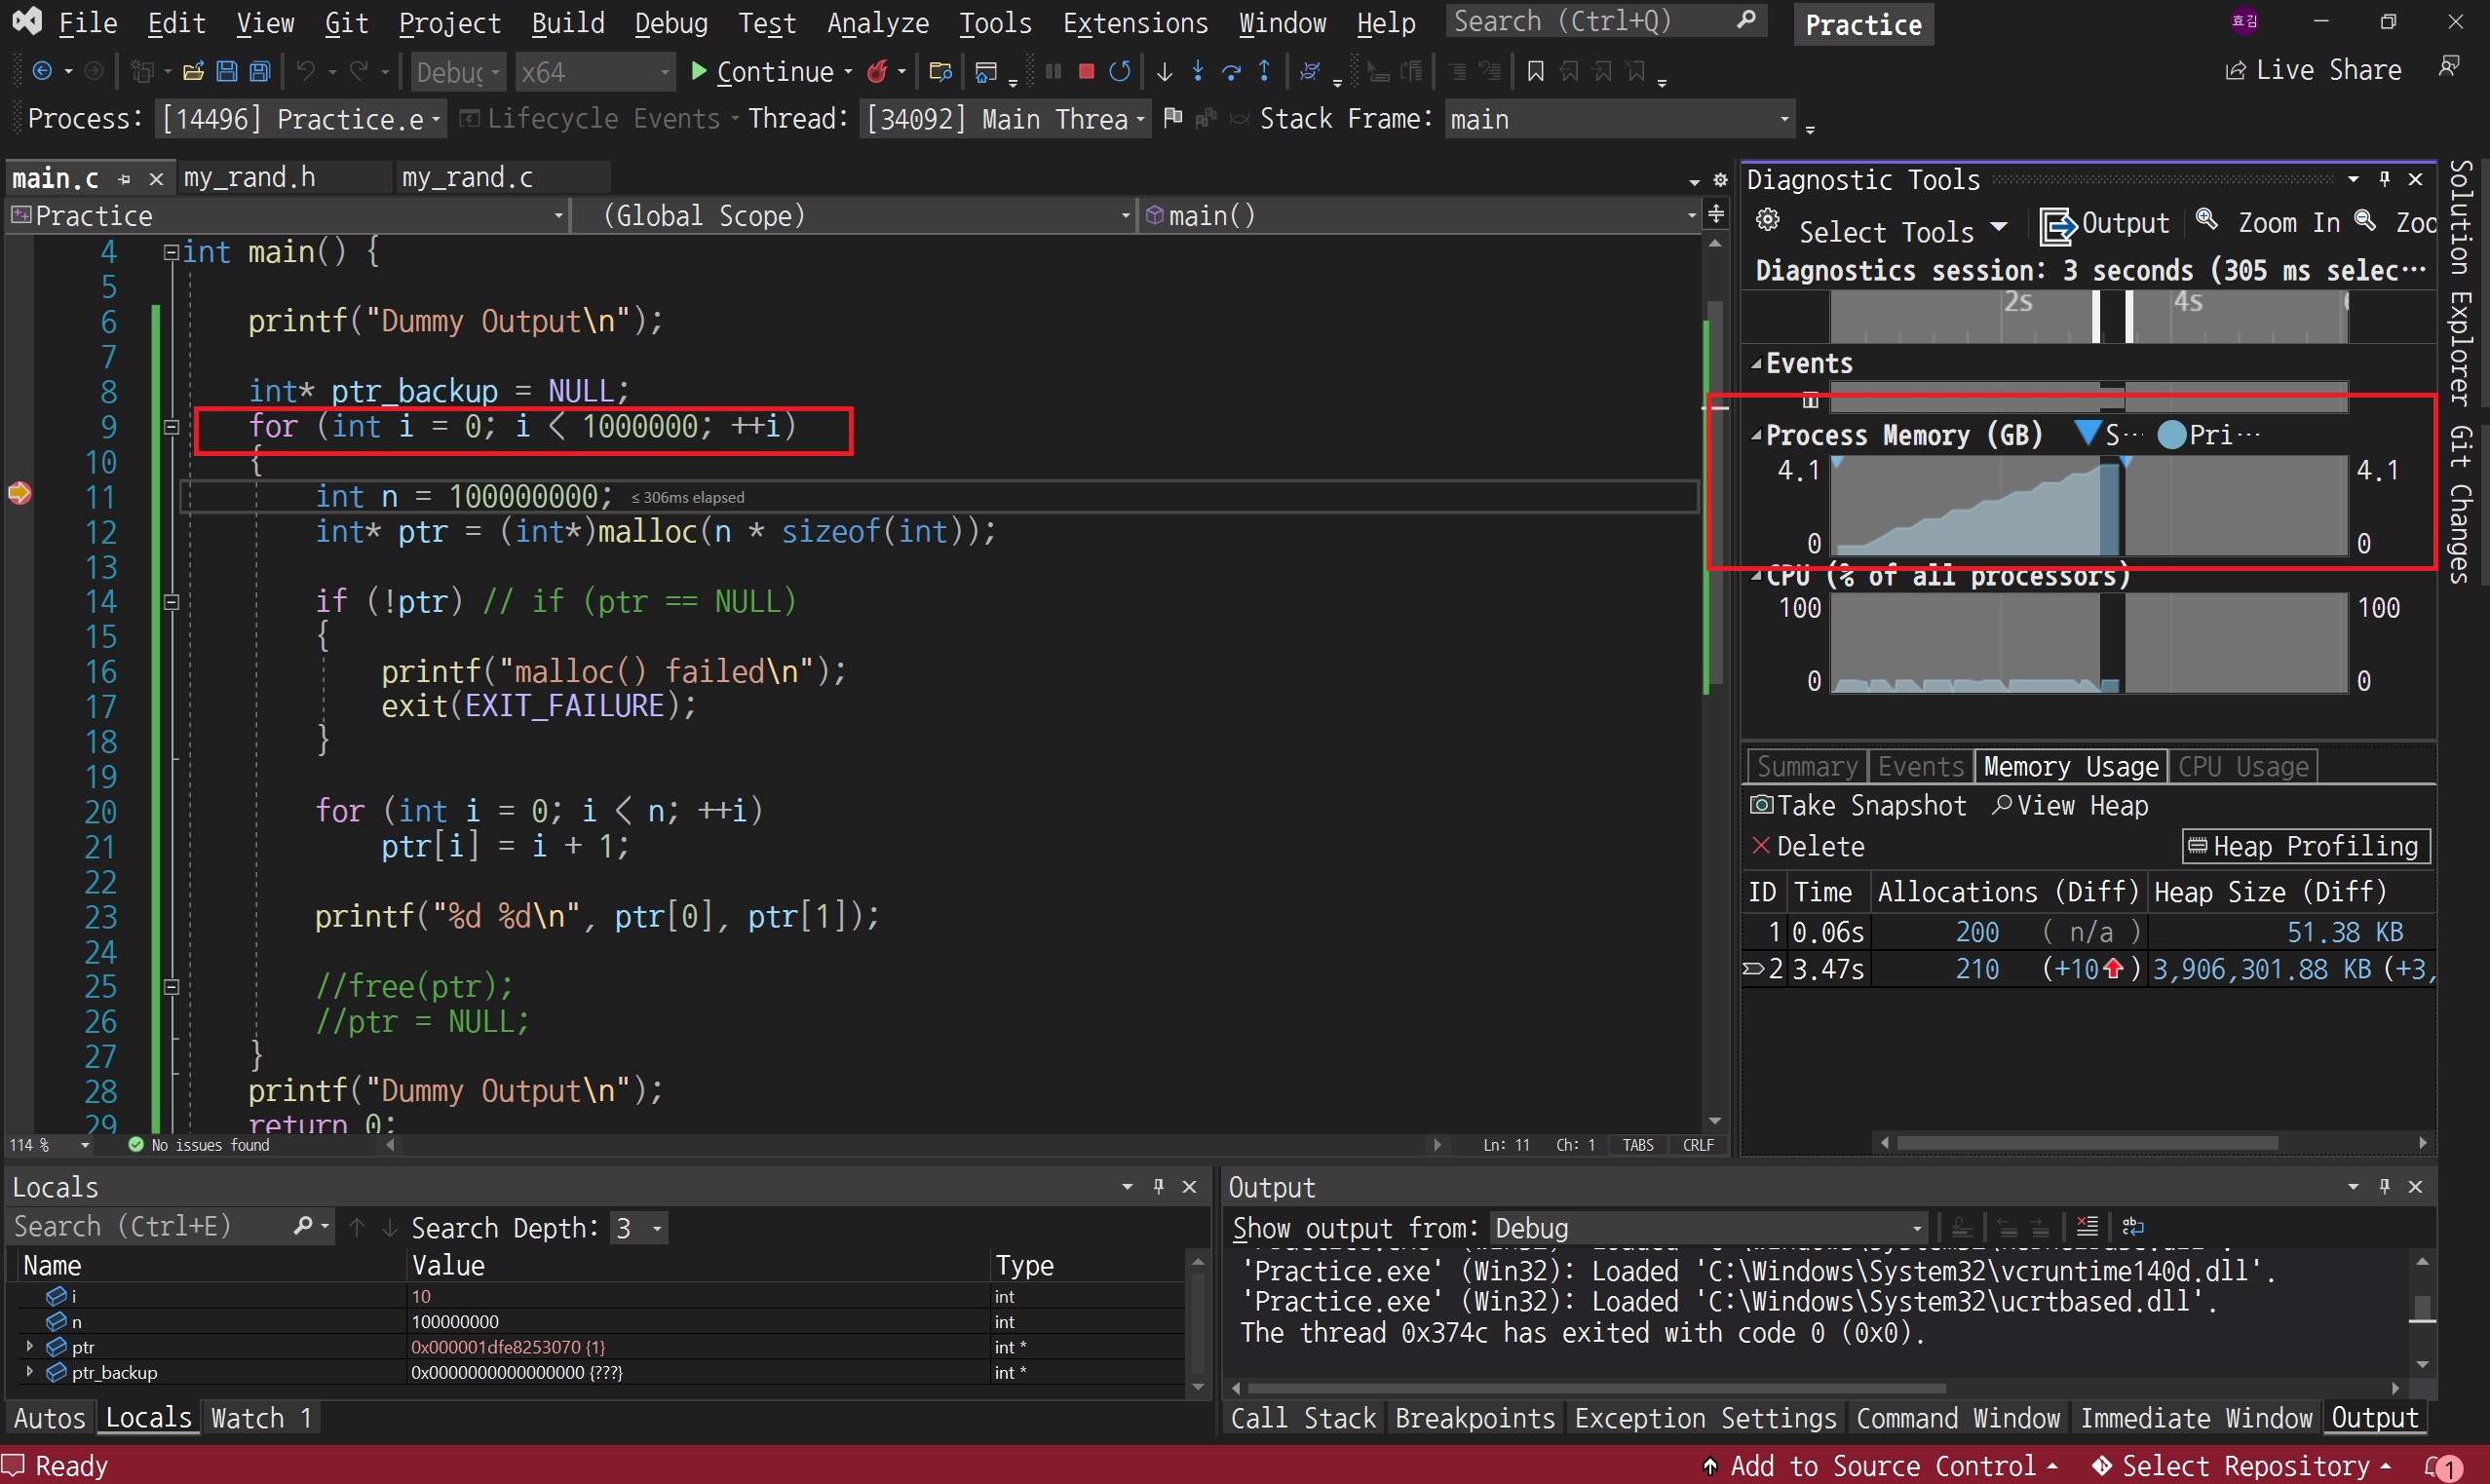 File Edit View Git Project Build Debug Test Analyze Tools Extensions Window Help Search (Ctrl+Q) Practice 효김
Debug x64 Continue Live Share
Process: [14496] Practice.e Lifecycle Events Thread: [34092] Main Threa Stack Frame: main
main.c my_rand.h my_rand.c
Practice (Global Scope) main()
4 int main() {
5
6 printf("Dummy Output\n");
7
8 int* ptr_backup = NULL;
9 for (int i = 0; i < 1000000; ++i)
10 {
11 int n = 100000000; ≤ 306ms elapsed
12 int* ptr = (int*)malloc(n * sizeof(int));
13
14 if (!ptr) // if (ptr == NULL)
15 {
16 printf("malloc() failed\n");
17 exit(EXIT_FAILURE);
18 }
19
20 for (int i = 0; i < n; ++i)
21 ptr[i] = i + 1;
22
23 printf("%d %d\n", ptr[0], ptr[1]);
24
25 //free(ptr);
26 //ptr = NULL;
27 }
28 printf("Dummy Output\n");
29 return 0;
114 % No issues found Ln: 11 Ch: 1 TABS CRLF
Diagnostic Tools
Select Tools Output Zoom In Zoo
Diagnostics session: 3 seconds (305 ms selec…
2s 4s
Events
Process Memory (GB) S… Pri…
4.1 4.1
0 0
CPU (% of all processors)
100 100
0 0
Summary Events Memory Usage CPU Usage
Take Snapshot View Heap
Delete Heap Profiling
ID Time Allocations (Diff) Heap Size (Diff)
1 0.06s 200 ( n/a ) 51.38 KB
2 3.47s 210 (+10 ) 3,906,301.88 KB (+3,
Solution Explorer
Git Changes
Locals
Search (Ctrl+E) Search Depth: 3
Name Value Type
i 10 int
n 100000000 int
ptr 0x000001dfe8253070 {1} int *
ptr_backup 0x0000000000000000 {???} int *
Autos Locals Watch 1
Output
Show output from: Debug
'Practice.exe' (Win32): Loaded 'C:\Windows\System32\vcruntime140d.dll'.
'Practice.exe' (Win32): Loaded 'C:\Windows\System32\ucrtbased.dll'.
The thread 0x374c has exited with code 0 (0x0).
Call Stack Breakpoints Exception Settings Command Window Immediate Window Output
Ready Add to Source Control Select Repository 1